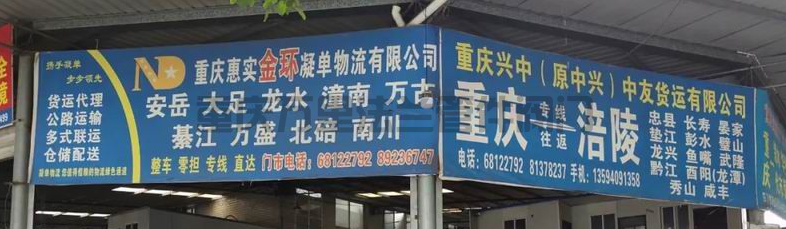 携手凝单
步步领先
货运代理
公路运输
多式联运
仓储配送
ND
重庆惠实金环凝单物流有限公司
安岳 大足 龙水 潼南 万古
綦江 万盛 北碚 南川
整车 零担 专线 直达 门市电话：68122792 89236747
重庆兴中（原中兴）中友货运有限公司
重庆 专线往返 涪陵
电话：68122792 81378237 手机：13594091358
忠县 长寿 晏家
垫江 彭水 璧山
龙兴 鱼嘴 武隆
黔江 酉阳 (龙潭)
秀山 咸丰
重庆